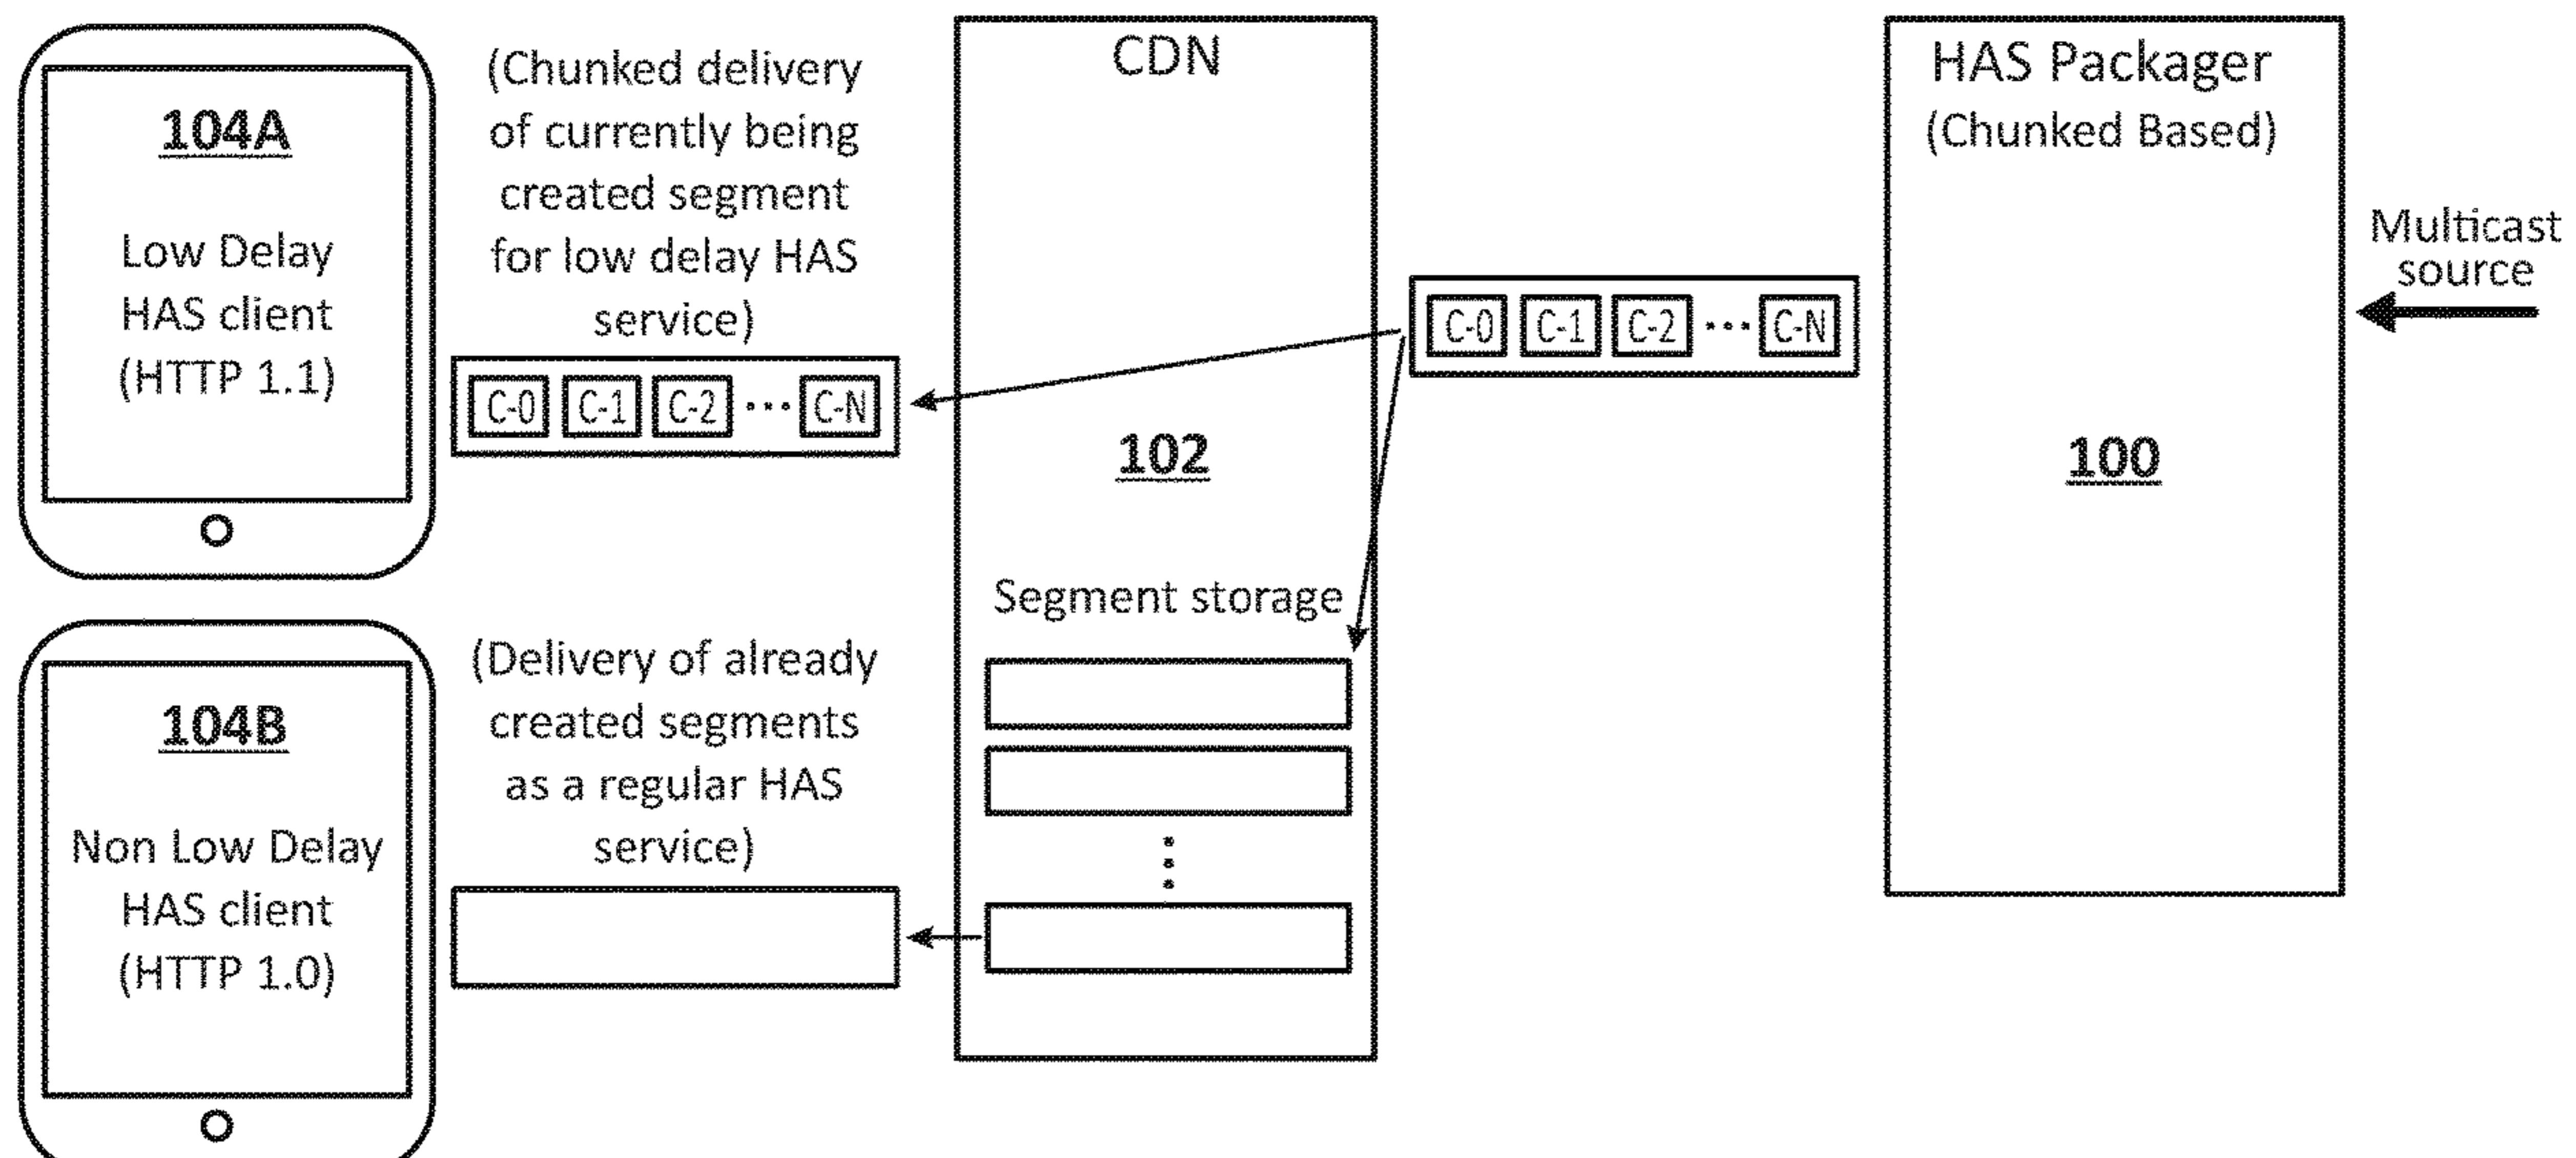 104A
Low Delay
HAS client
(HTTP 1.1)
(Chunked delivery
of currently being
created segment
for low delay HAS
service)
C-0 C-1 C-2 ... C-N
CDN
102
Segment storage
C-0 C-1 C-2 ... C-N
HAS Packager
(Chunked Based)
100
Multicast
source
104B
Non Low Delay
HAS client
(HTTP 1.0)
(Delivery of already
created segments
as a regular HAS
service)